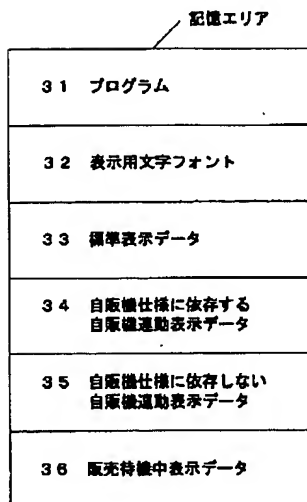 記憶エリア
31 プログラム
32 表示用文字フォント
33 標準表示データ
34 自販機仕様に依存する
自販機連動表示データ
35 自販機仕様に依存しない
自販機連動表示データ
36 販売待機中表示データ